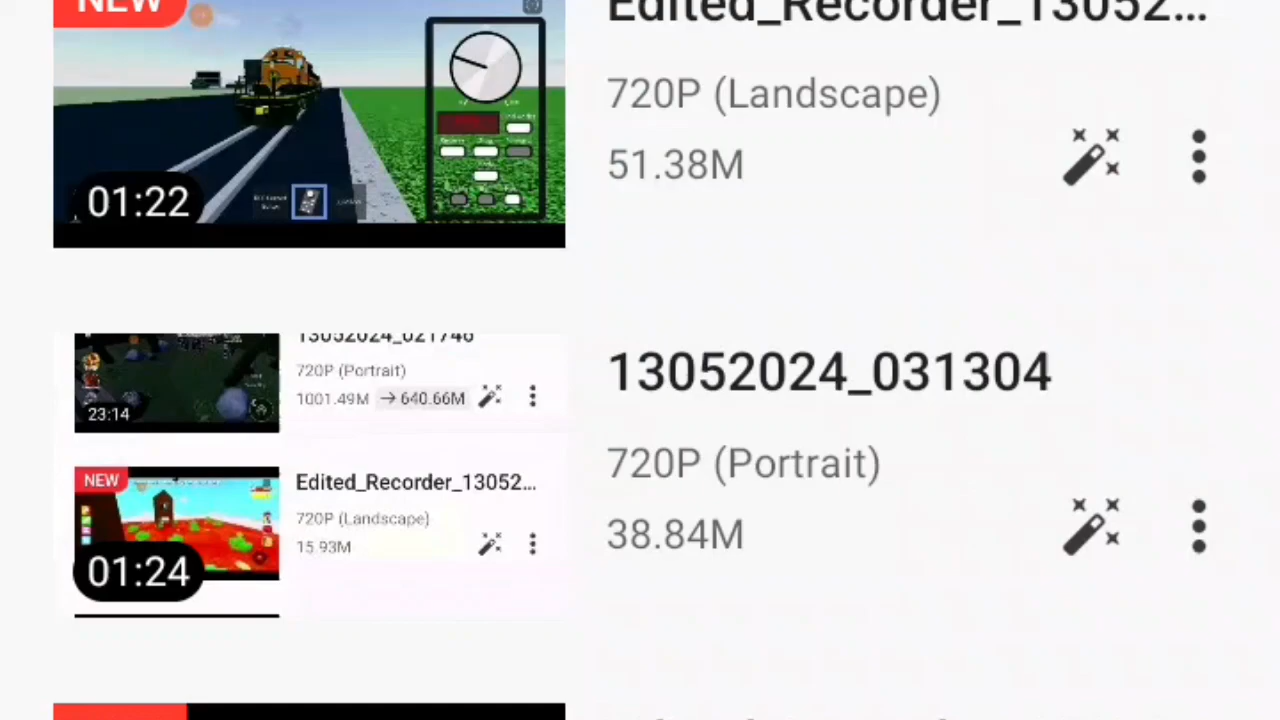 NEW
Edited_Recorder_13052...
720P (Landscape)
51.38M
01:22
13052024_021746
720P (Portrait)
1001.49M → 640.66M
23:14
NEW
Edited_Recorder_13052...
720P (Landscape)
15.93M
01:24
13052024_031304
720P (Portrait)
38.84M